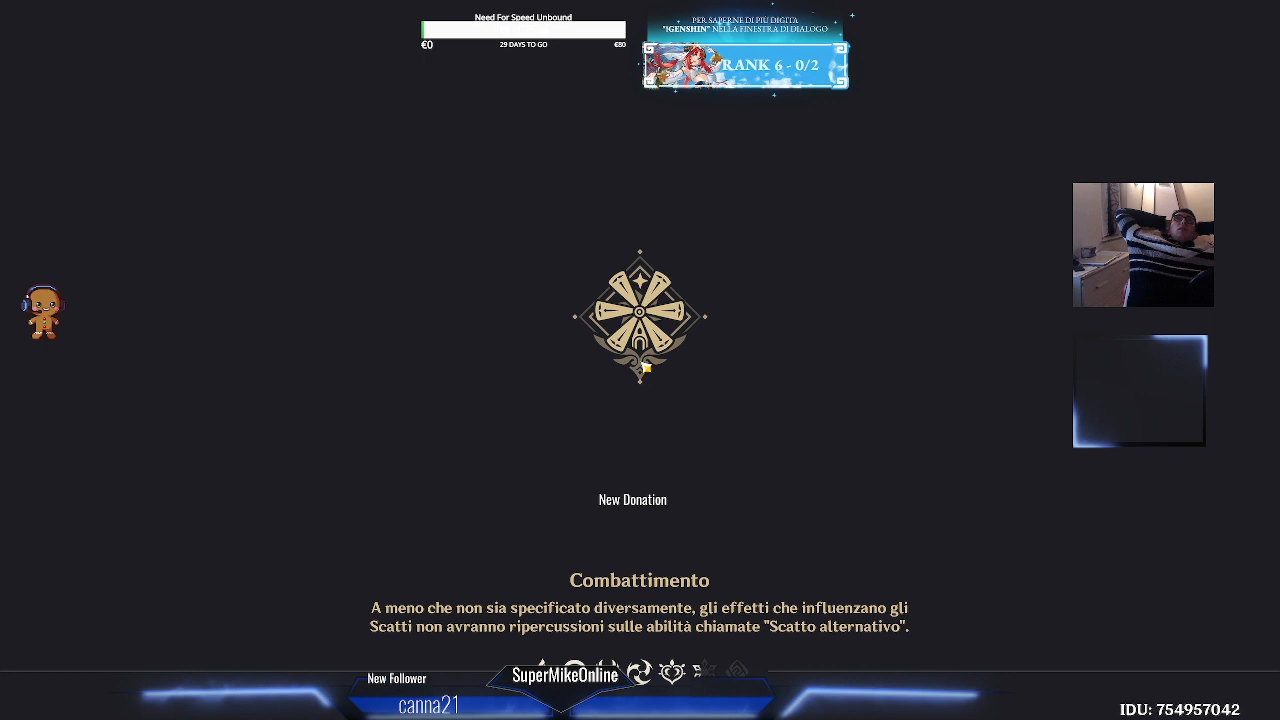 Need For Speed Unbound
€0
29 DAYS TO GO
€80
PER SAPERNE DI PIÙ DIGITA
"!GENSHIN" NELLA FINESTRA DI DIALOGO
RANK 6 - 0/2
New Donation
Combattimento
A meno che non sia specificato diversamente, gli effetti che influenzano gli
Scatti non avranno ripercussioni sulle abilità chiamate "Scatto alternativo".
New Follower
SuperMikeOnline
canna21
IDU: 754957042